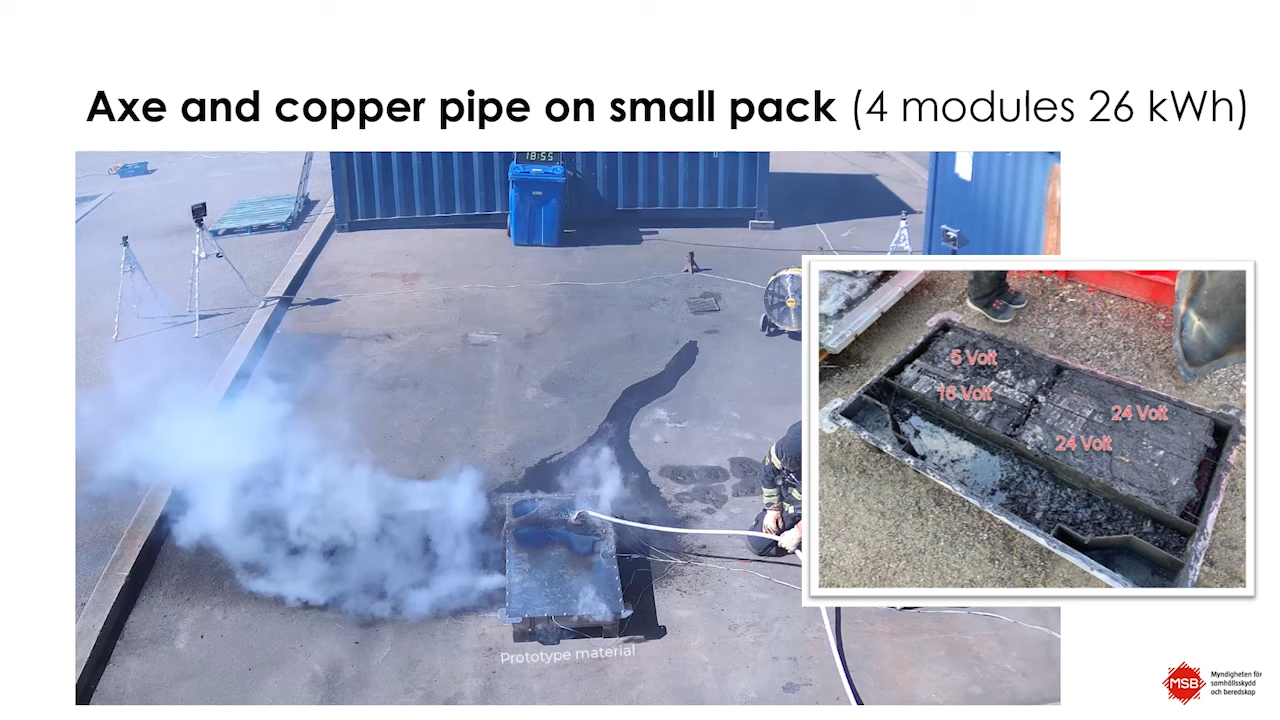 Axe and copper pipe on small pack (4 modules 26 kWh)
18:55
5 Volt
16 Volt
24 Volt
24 Volt
Prototype material
MSB
Myndigheten för
samhällsskydd
och beredskap